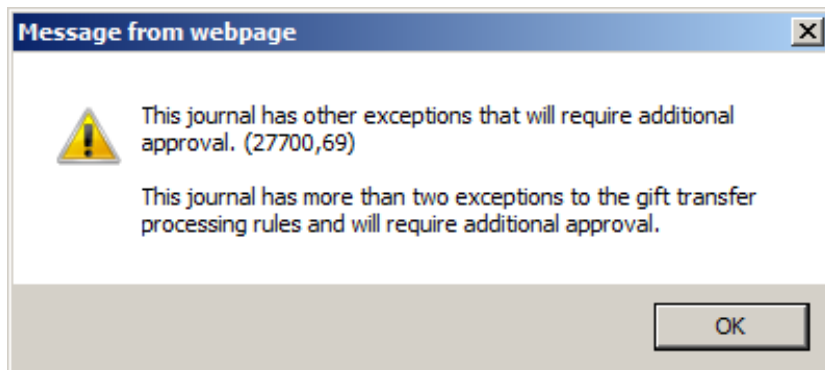 Message from webpage
This journal has other exceptions that will require additional
approval. (27700,69)
This journal has more than two exceptions to the gift transfer
processing rules and will require additional approval.
OK